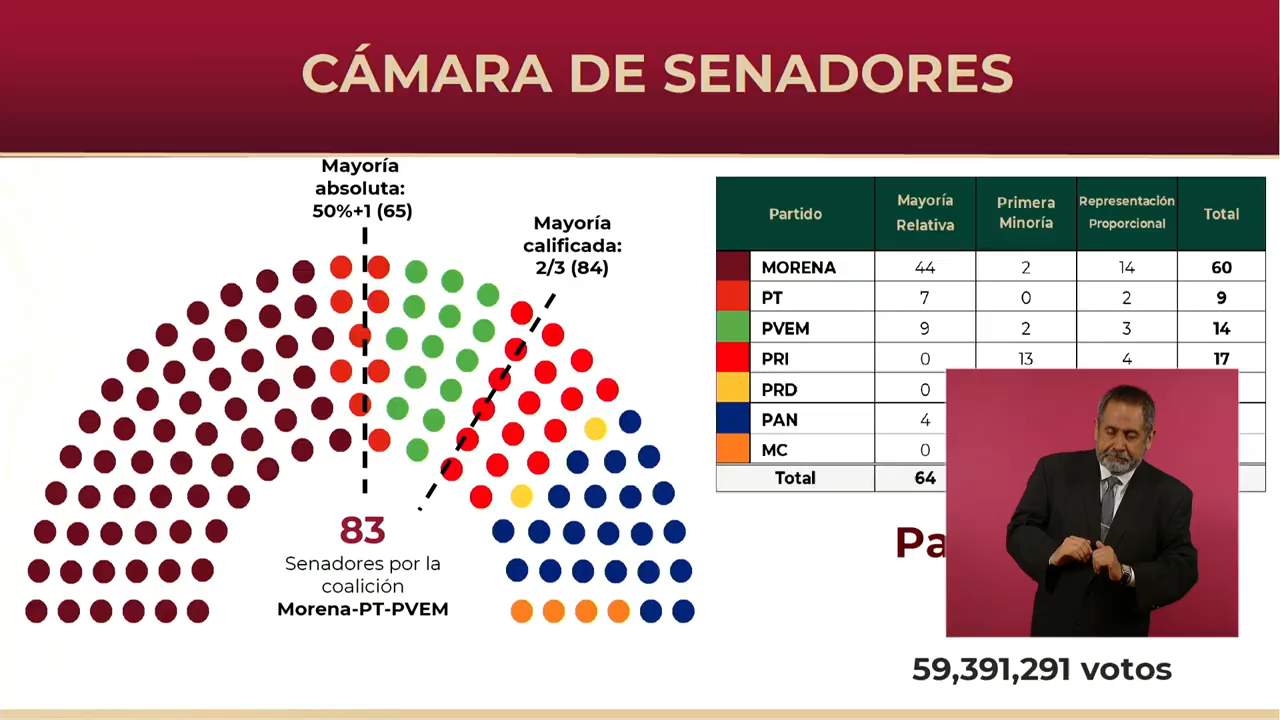 CÁMARA DE SENADORES
Mayoría
absoluta:
50%+1 (65)
Mayoría
calificada:
2/3 (84)
83
Senadores por la
coalición
Morena-PT-PVEM
Partido Mayoría Relativa Primera Minoría Representación Proporcional Total
MORENA 44 2 14 60
PT 7 0 2 9
PVEM 9 2 3 14
PRI 0 13 4 17
PRD 0
PAN 4
MC 0
Total 64
59,391,291 votos